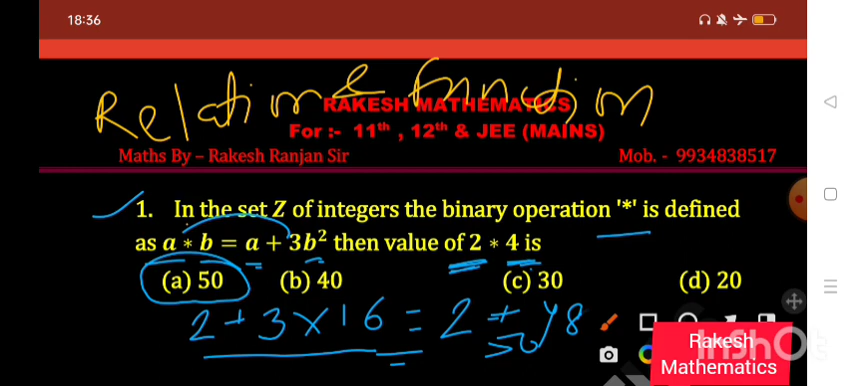 18:36
Relation & Function
RAKESH MATHEMATICS
For :- 11th , 12th & JEE (MAINS)
Maths By – Rakesh Ranjan Sir Mob. - 9934838517
1. In the set Z of integers the binary operation '*' is defined
as a * b = a + 3b² then value of 2 * 4 is
(a) 50 (b) 40 (c) 30 (d) 20
2 + 3 × 16 = 2 + 48
50
Rakesh
Mathematics